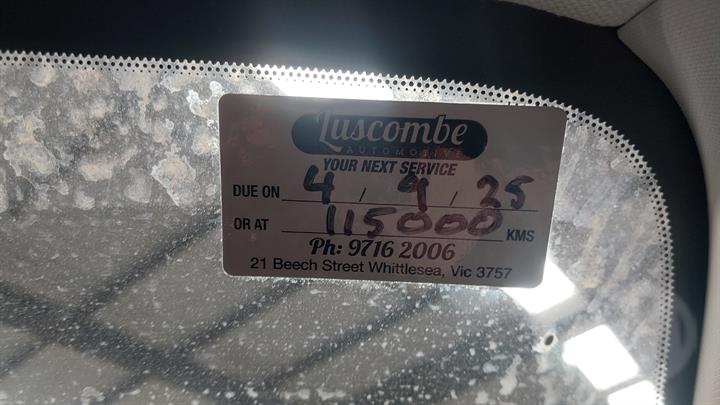 Luscombe
AUTOMOTIVE
YOUR NEXT SERVICE
DUE ON 4 / 9 / 25
OR AT 115000 KMS
Ph: 9716 2006
21 Beech Street Whittlesea, Vic 3757